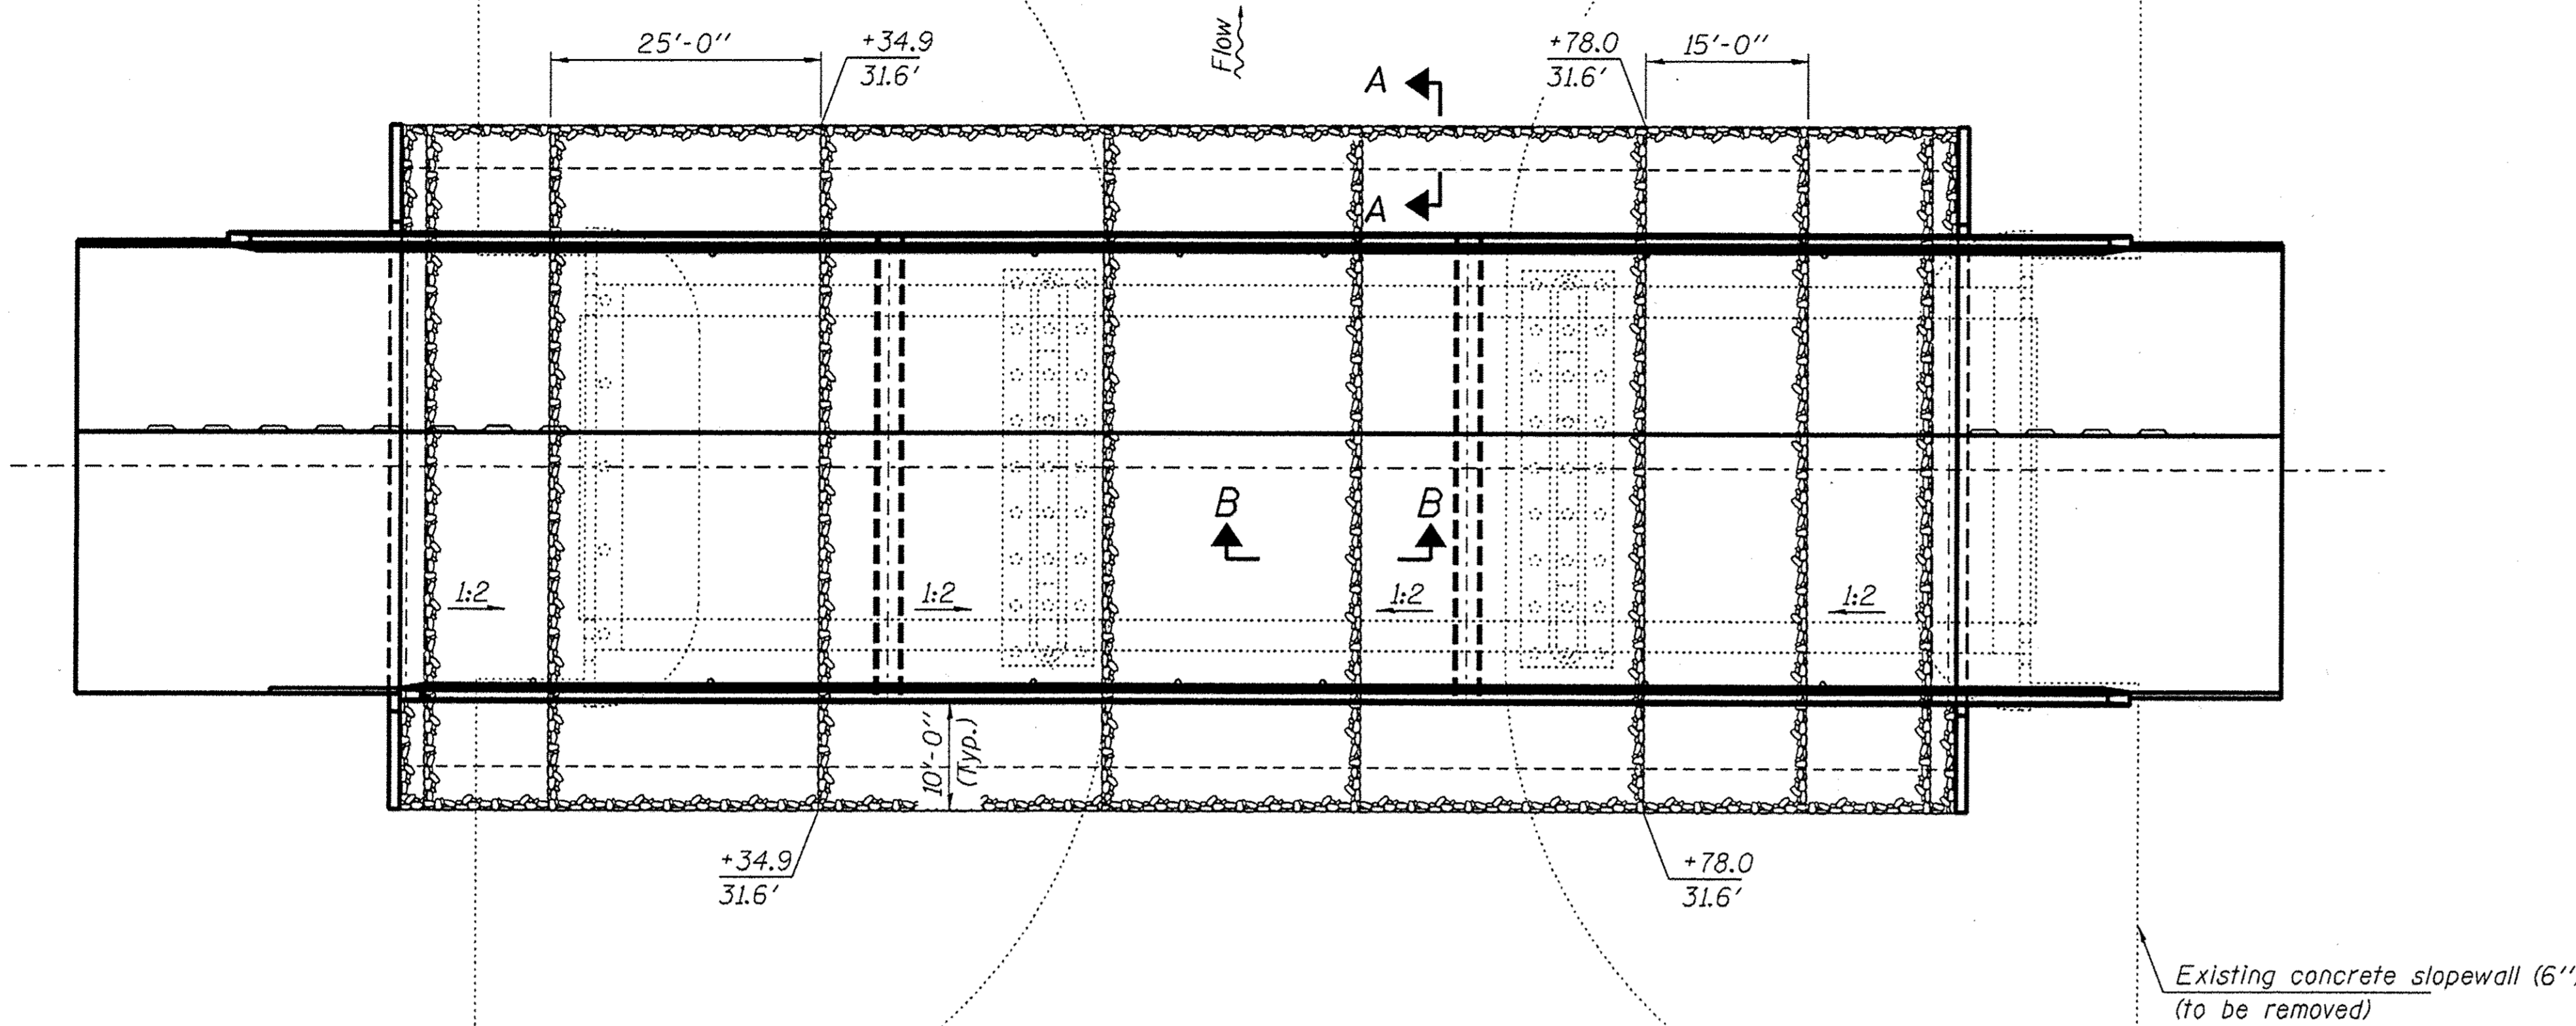 25'-0"
+34.9
31.6'
Flow
+78.0
31.6'
15'-0"
A
A
B
B
1:2
1:2
1:2
1:2
10'-0"
(Typ.)
+34.9
31.6'
+78.0
31.6'
Existing concrete slopewall (6"
(to be removed)